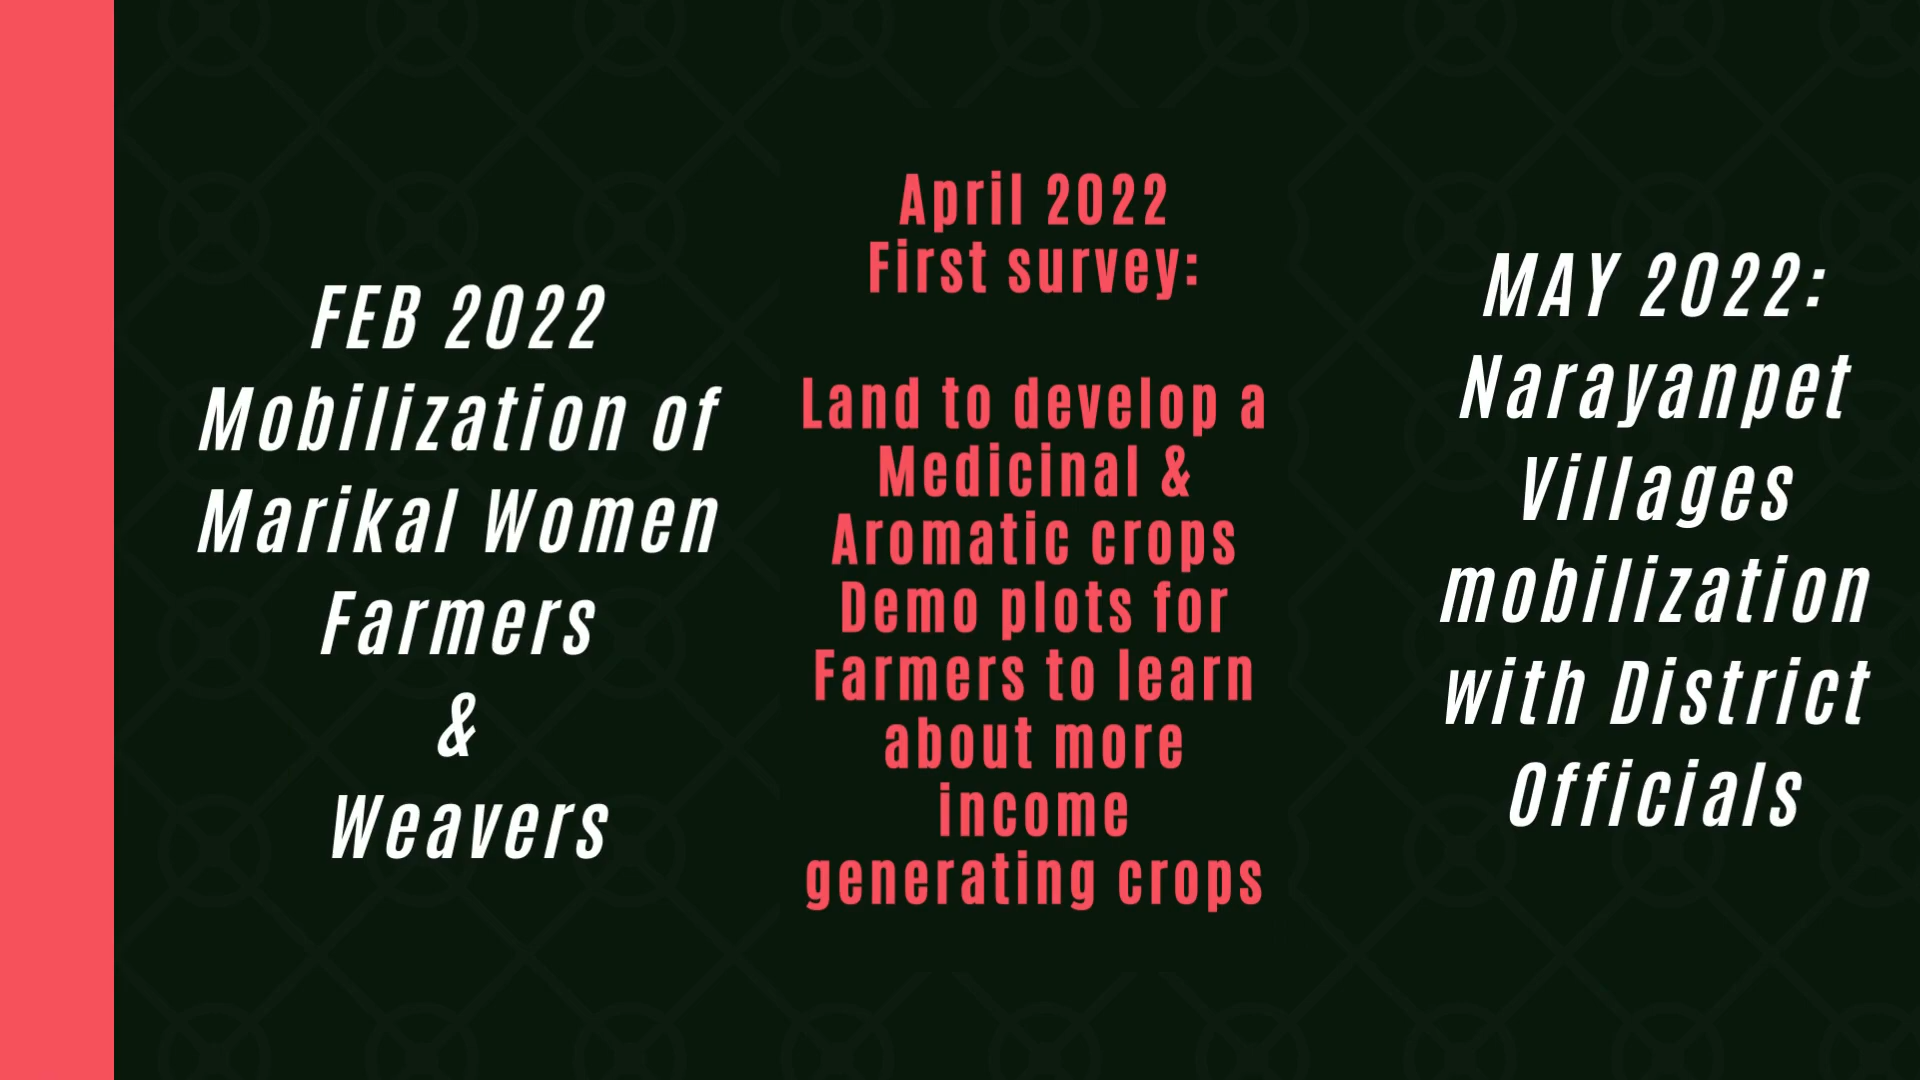 FEB 2022
Mobilization of
Marikal Women
Farmers
&
Weavers
April 2022
First survey:
Land to develop a
Medicinal &
Aromatic crops
Demo plots for
Farmers to learn
about more
income
generating crops
MAY 2022:
Narayanpet
Villages
mobilization
with District
Officials